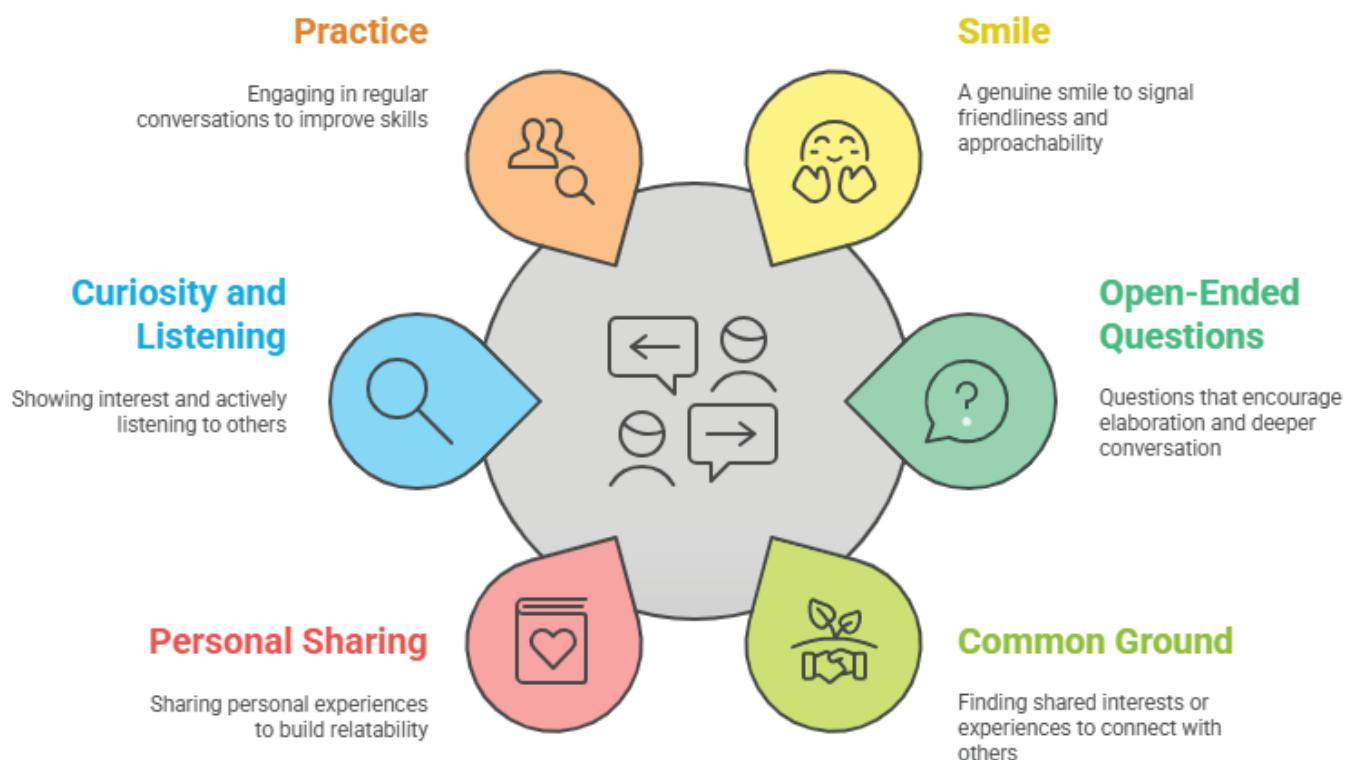 Practice
Engaging in regular
conversations to improve skills
Smile
A genuine smile to signal
friendliness and
approachability
Curiosity and
Listening
Showing interest and actively
listening to others
Open-Ended
Questions
Questions that encourage
elaboration and deeper
conversation
Personal Sharing
Sharing personal experiences
to build relatability
Common Ground
Finding shared interests or
experiences to connect with
others